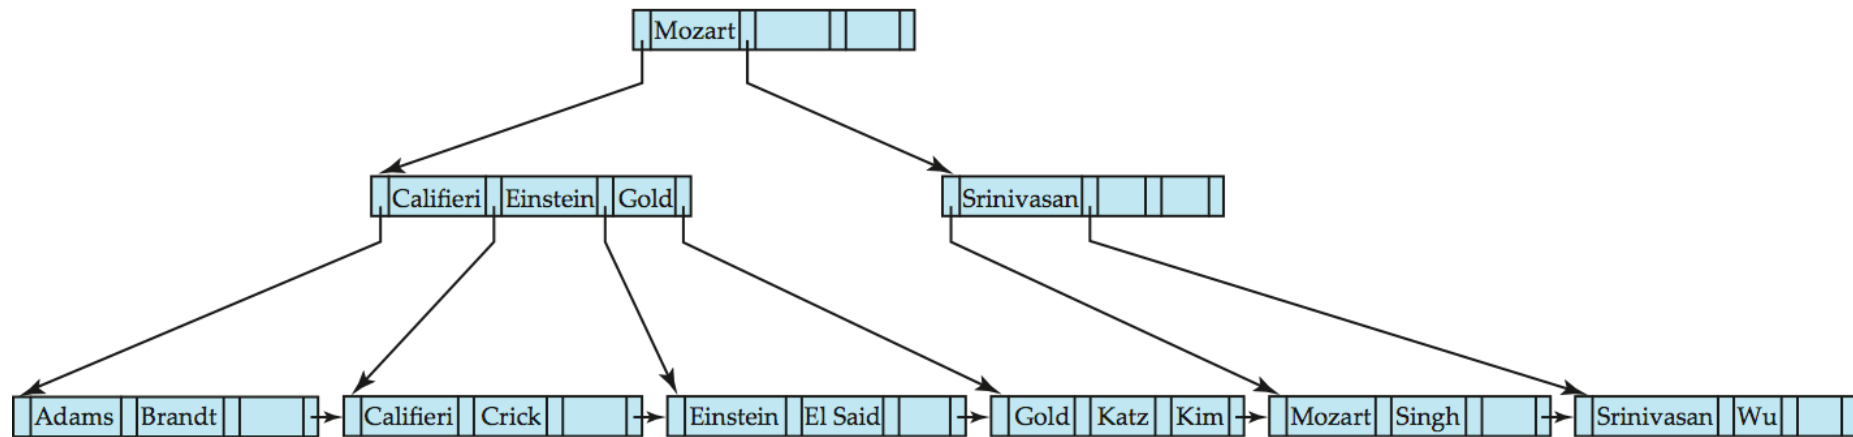 Mozart
Califieri Einstein Gold Srinivasan
Adams Brandt Califieri Crick Einstein El Said Gold Katz Kim Mozart Singh Srinivasan Wu